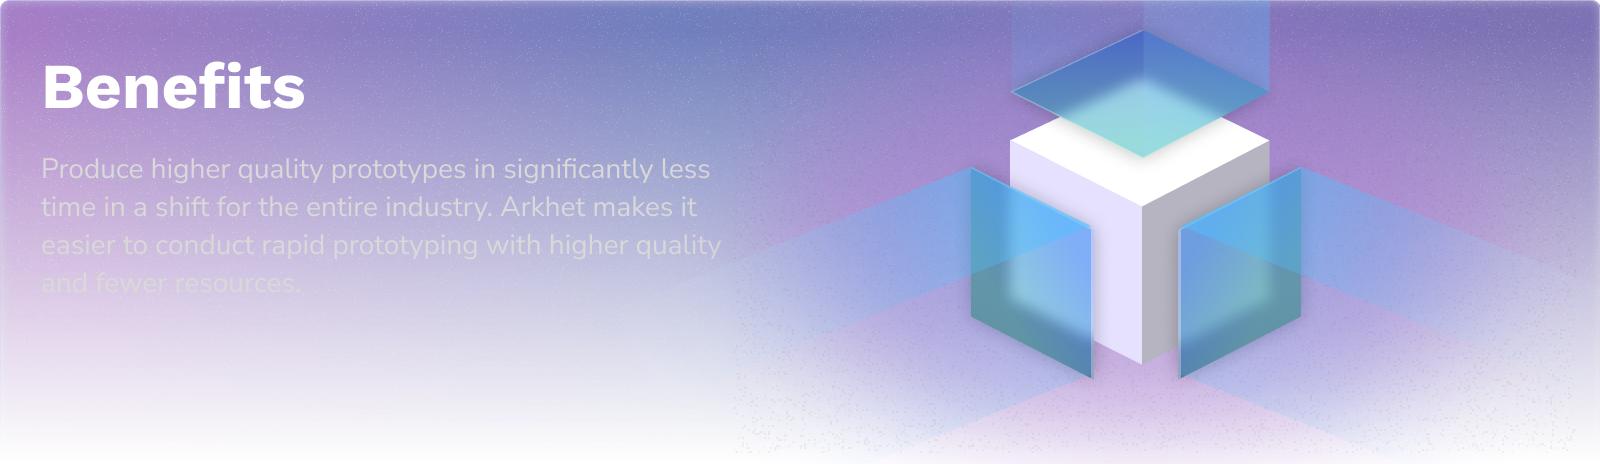 Benefits
Produce higher quality prototypes in significantly less
time in a shift for the entire industry. Arkhet makes it
easier to conduct rapid prototyping with higher quality
and fewer resources.